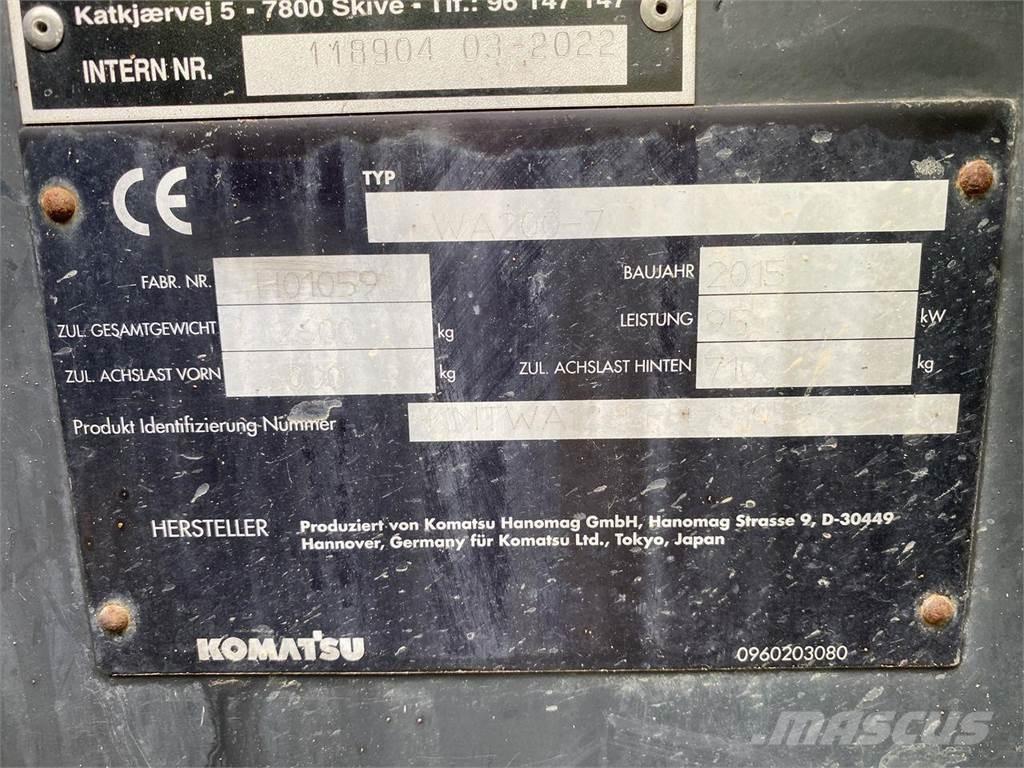 Katkjærvej 5 - 7800 Skive - Tlf.: 96 147 147
INTERN NR. 118904 03-2022
CE
TYP WA200-7
FABR. NR. H01059 BAUJAHR 2015
ZUL. GESAMTGEWICHT kg LEISTUNG 95 kW
ZUL. ACHSLAST VORN kg ZUL. ACHSLAST HINTEN kg
Produkt Identifizierung-Nummer
HERSTELLER Produziert von Komatsu Hanomag GmbH, Hanomag Strasse 9, D-30449
Hannover, Germany für Komatsu Ltd., Tokyo, Japan
KOMATSU 0960203080
MASCUS